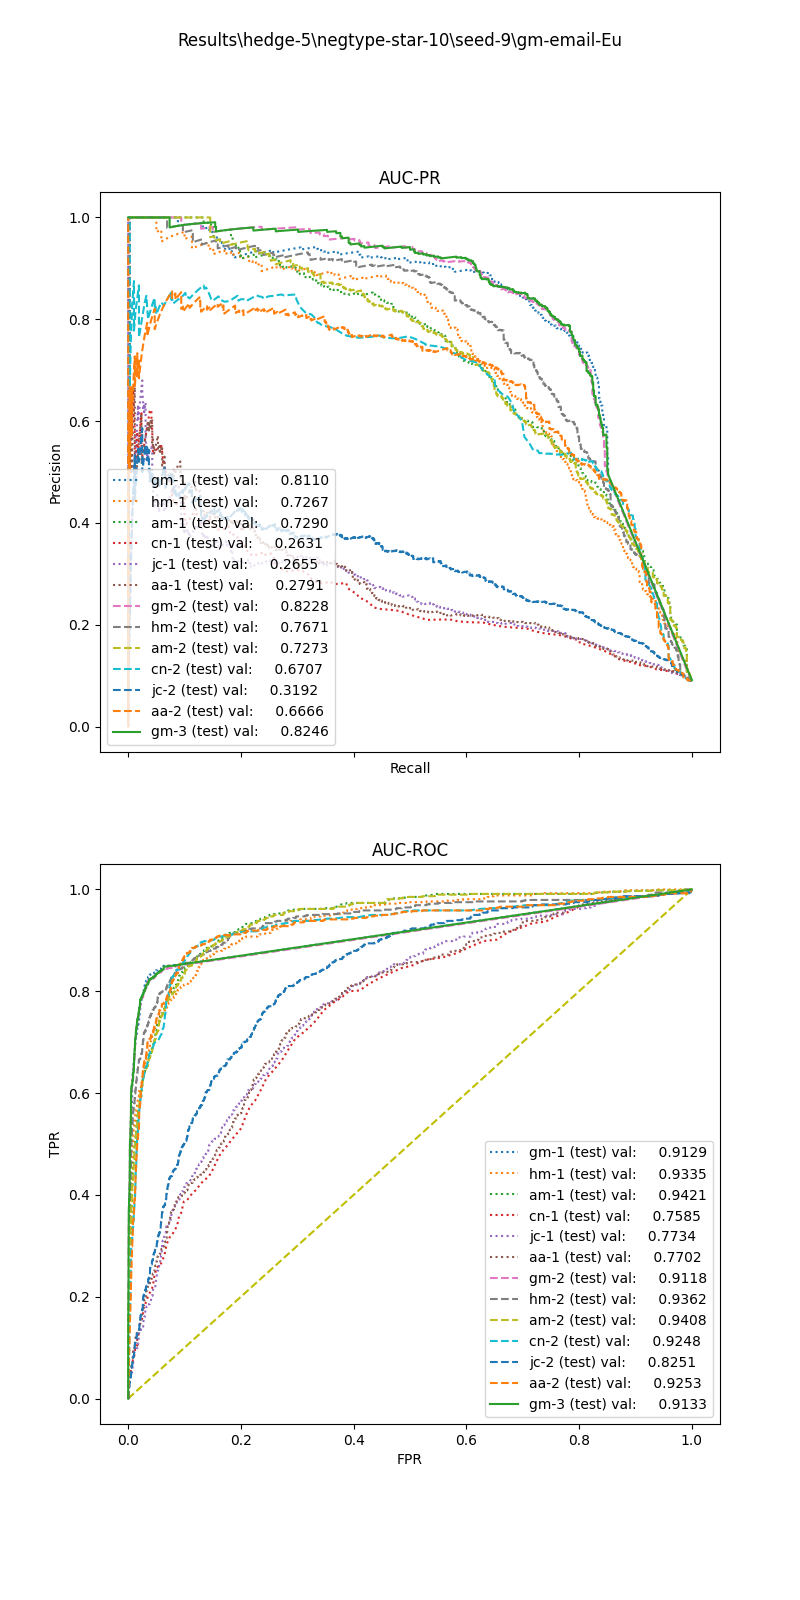 Results\hedge-5\negtype-star-10\seed-9\gm-email-Eu
AUC-PR
1.0
0.8
0.6
0.4
0.2
0.0
Precision
gm-1 (test) val: 0.8110
hm-1 (test) val: 0.7267
am-1 (test) val: 0.7290
cn-1 (test) val: 0.2631
jc-1 (test) val: 0.2655
aa-1 (test) val: 0.2791
gm-2 (test) val: 0.8228
hm-2 (test) val: 0.7671
am-2 (test) val: 0.7273
cn-2 (test) val: 0.6707
jc-2 (test) val: 0.3192
aa-2 (test) val: 0.6666
gm-3 (test) val: 0.8246
Recall
AUC-ROC
1.0
0.8
0.6
0.4
0.2
0.0
TPR
gm-1 (test) val: 0.9129
hm-1 (test) val: 0.9335
am-1 (test) val: 0.9421
cn-1 (test) val: 0.7585
jc-1 (test) val: 0.7734
aa-1 (test) val: 0.7702
gm-2 (test) val: 0.9118
hm-2 (test) val: 0.9362
am-2 (test) val: 0.9408
cn-2 (test) val: 0.9248
jc-2 (test) val: 0.8251
aa-2 (test) val: 0.9253
gm-3 (test) val: 0.9133
0.0 0.2 0.4 0.6 0.8 1.0
FPR